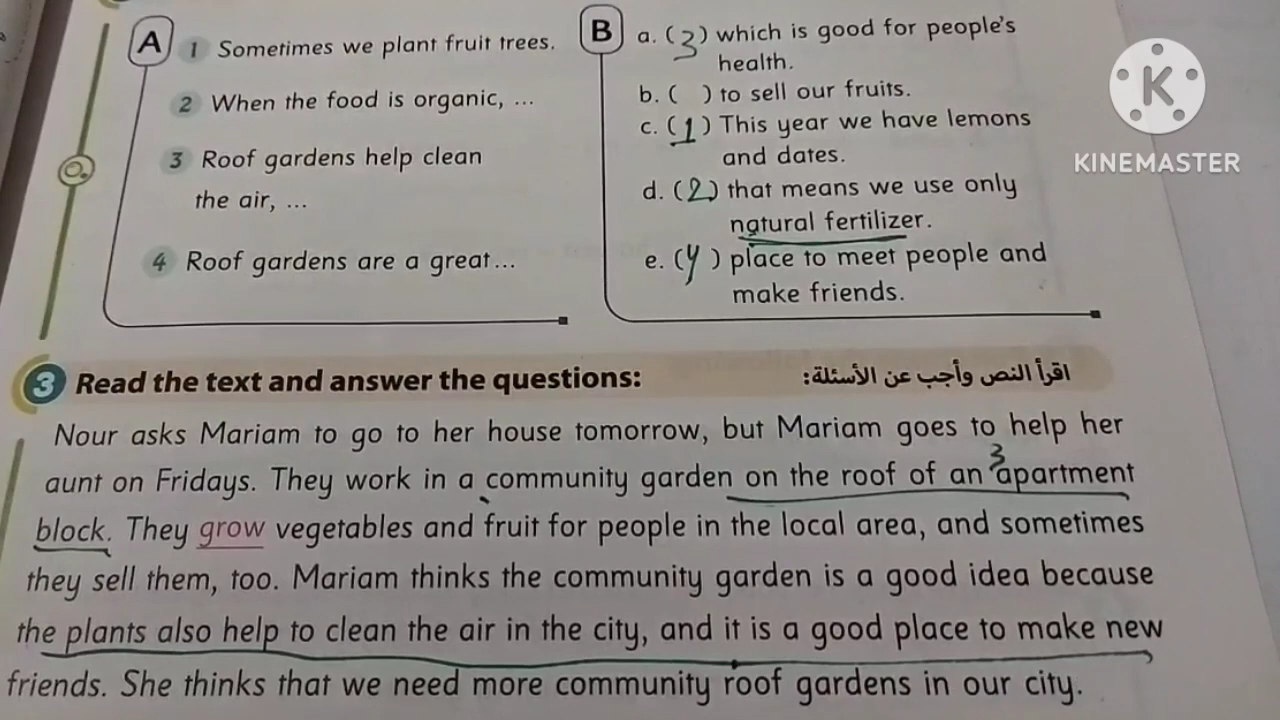 A
1 Sometimes we plant fruit trees.
2 When the food is organic, ...
3 Roof gardens help clean
the air, ...
4 Roof gardens are a great...
B
a. (3) which is good for people's
health.
b. ( ) to sell our fruits.
c. (1) This year we have lemons
and dates.
d. (2) that means we use only
natural fertilizer.
e. (4) place to meet people and
make friends.
K
KINEMASTER
3 Read the text and answer the questions:
اقرأ النص وأجب عن الأسئلة:
Nour asks Mariam to go to her house tomorrow, but Mariam goes to help her
3
aunt on Fridays. They work in a community garden on the roof of an apartment
block. They grow vegetables and fruit for people in the local area, and sometimes
they sell them, too. Mariam thinks the community garden is a good idea because
the plants also help to clean the air in the city, and it is a good place to make new
friends. She thinks that we need more community roof gardens in our city.